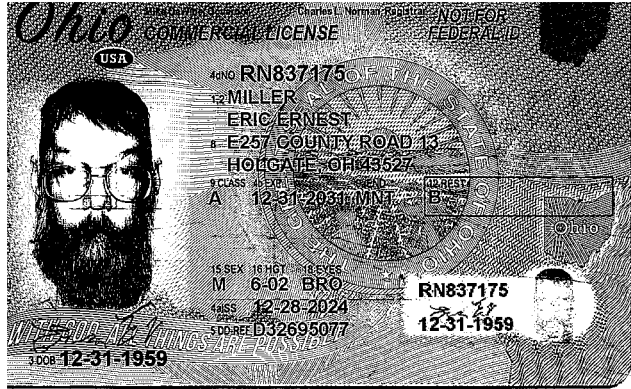 Ohio
Charles L. Norman-Registrar
COMMERCIAL LICENSE
NOT FOR
FEDERAL ID
USA
4d NO RN837175
1-2 MILLER
ERIC ERNEST
8 E257 COUNTY ROAD 13
HOLGATE, OH 43527
9 CLASS 4b EXP END 12 REST
A 12-31-2031 MNT B
Ohio
15 SEX 16 HGT 18 EYES
M 6-02 BRO
RN837175
4a ISS 12-28-2024
12-31-1959
5 DD-REF D32695077
WITH GOD, ALL THINGS ARE POSSIBLE
3 DOB 12-31-1959